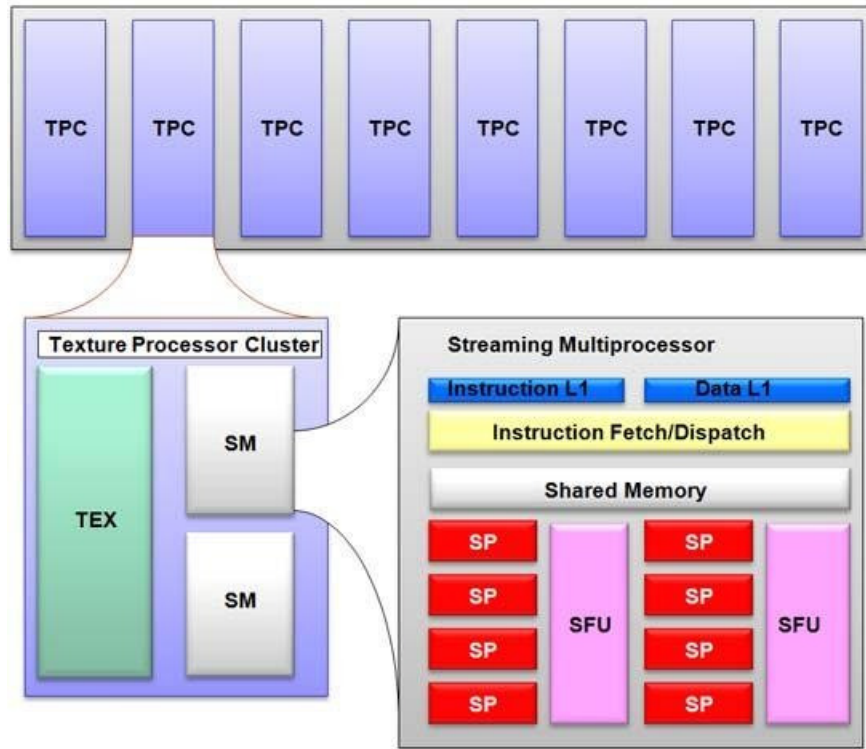 TPC TPC TPC TPC TPC TPC TPC TPC
Texture Processor Cluster
TEX
SM
SM
Streaming Multiprocessor
Instruction L1 Data L1
Instruction Fetch/Dispatch
Shared Memory
SP SP
SP SP
SFU SFU
SP SP
SP SP